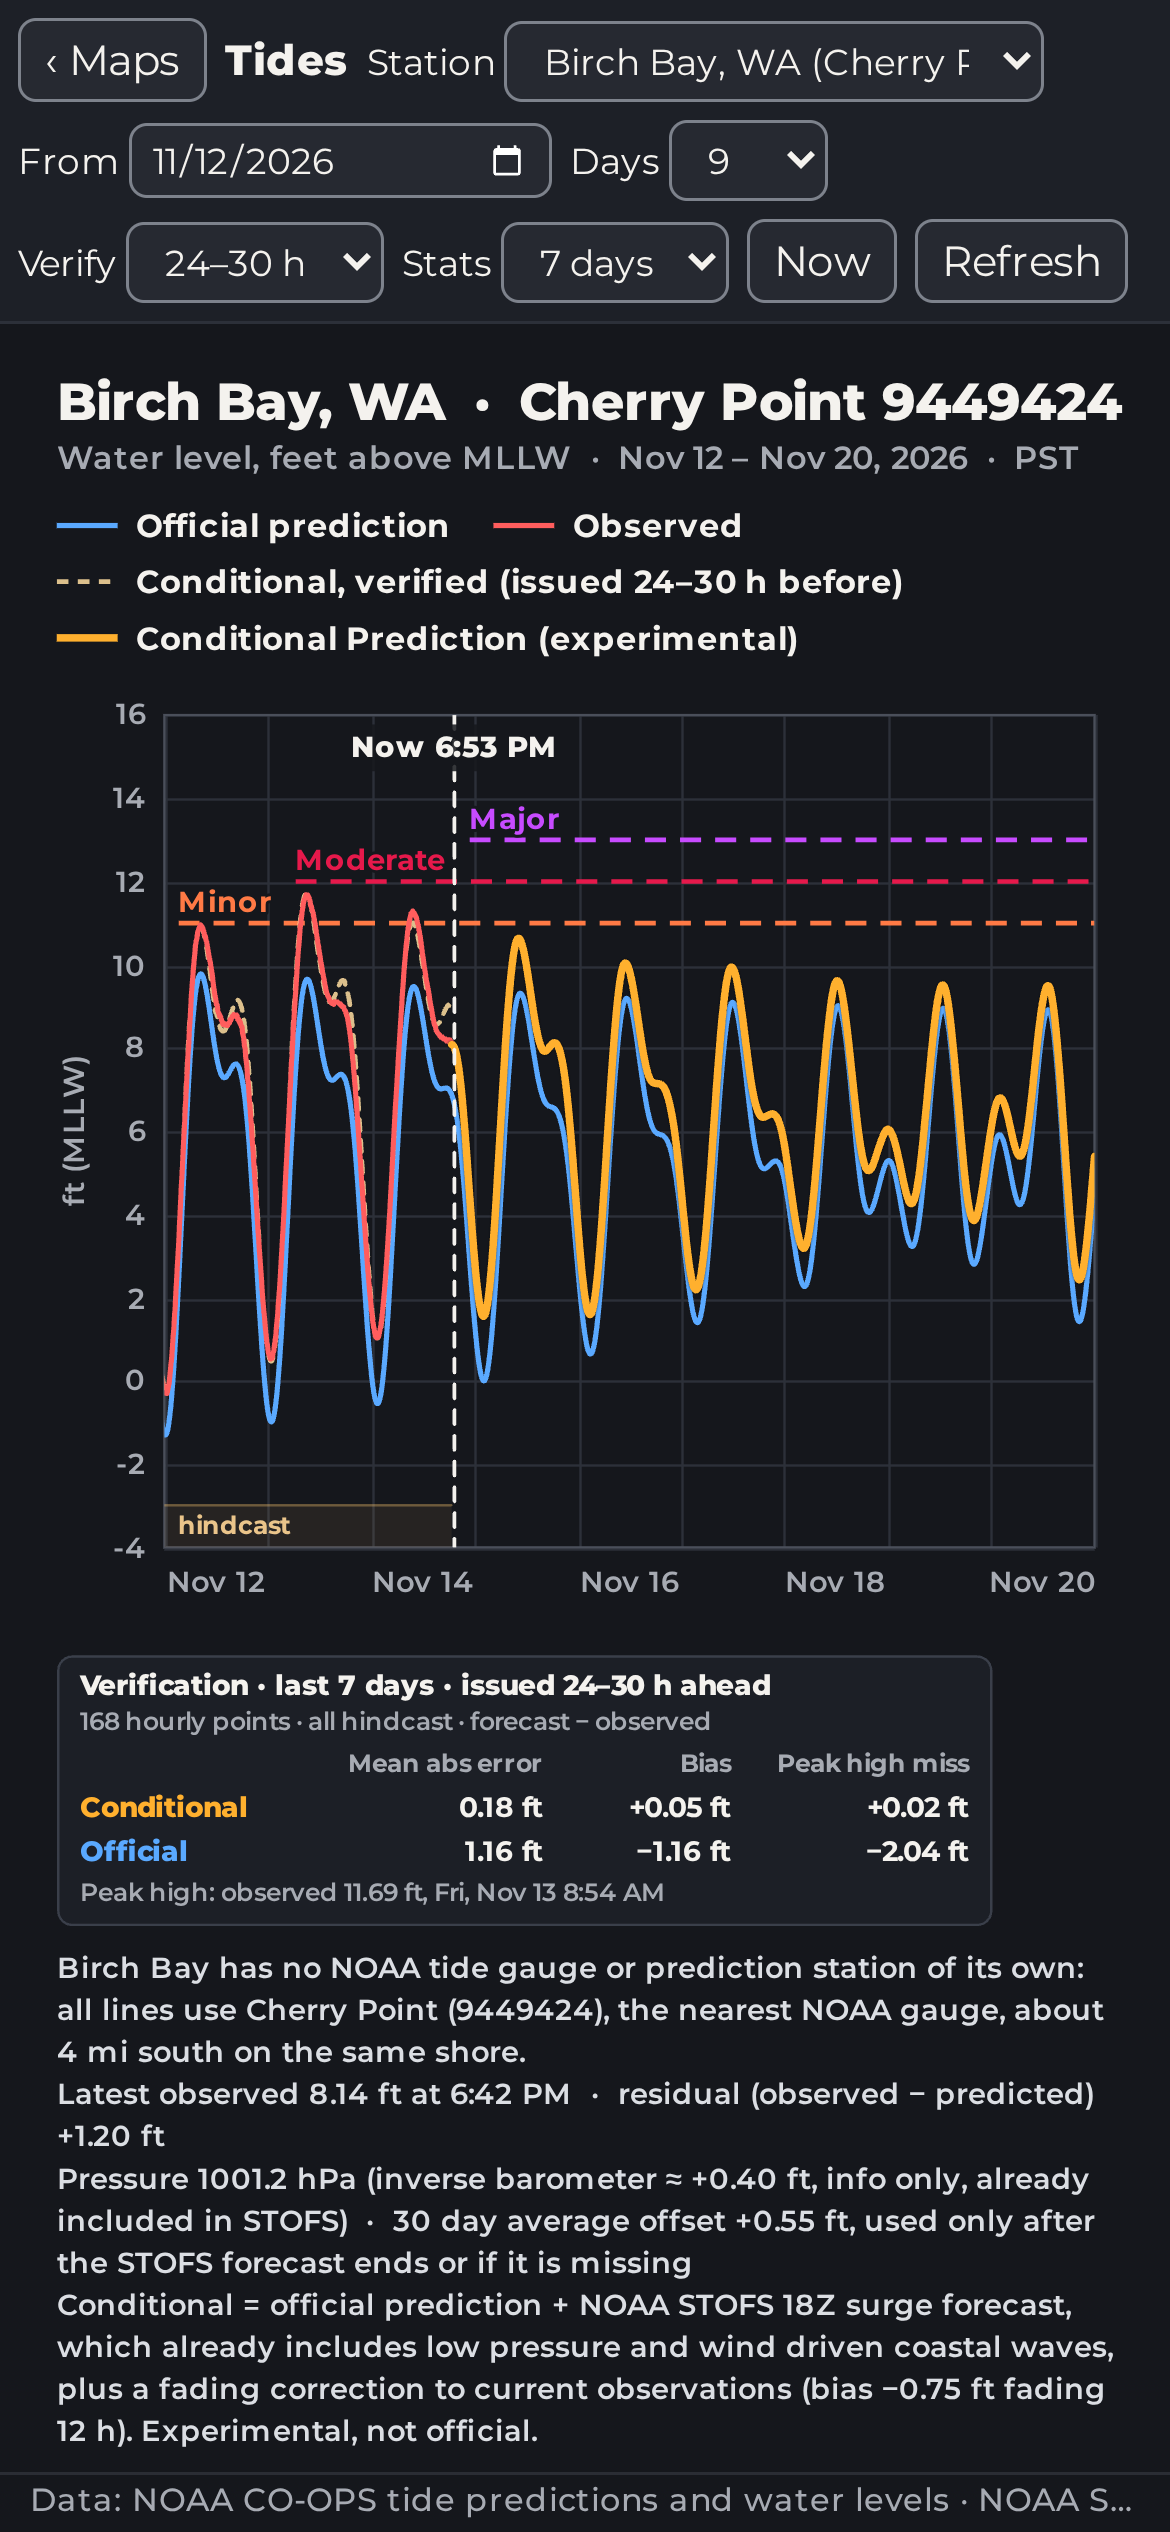 ‹ Maps Tides Station Birch Bay, WA (Cherry P
From 11/12/2026 Days 9
Verify 24–30 h Stats 7 days Now Refresh
Birch Bay, WA · Cherry Point 9449424
Water level, feet above MLLW · Nov 12 – Nov 20, 2026 · PST
Official prediction Observed
Conditional, verified (issued 24–30 h before)
Conditional Prediction (experimental)
16
Now 6:53 PM
14
Major
Moderate
12
Minor
10
8
ft (MLLW)
6
4
2
0
-2
hindcast
-4
Nov 12 Nov 14 Nov 16 Nov 18 Nov 20
Verification · last 7 days · issued 24–30 h ahead
168 hourly points · all hindcast · forecast − observed
Mean abs error Bias Peak high miss
Conditional 0.18 ft +0.05 ft +0.02 ft
Official 1.16 ft −1.16 ft −2.04 ft
Peak high: observed 11.69 ft, Fri, Nov 13 8:54 AM
Birch Bay has no NOAA tide gauge or prediction station of its own:
all lines use Cherry Point (9449424), the nearest NOAA gauge, about
4 mi south on the same shore.
Latest observed 8.14 ft at 6:42 PM · residual (observed − predicted)
+1.20 ft
Pressure 1001.2 hPa (inverse barometer ≈ +0.40 ft, info only, already
included in STOFS) · 30 day average offset +0.55 ft, used only after
the STOFS forecast ends or if it is missing
Conditional = official prediction + NOAA STOFS 18Z surge forecast,
which already includes low pressure and wind driven coastal waves,
plus a fading correction to current observations (bias −0.75 ft fading
12 h). Experimental, not official.
Data: NOAA CO-OPS tide predictions and water levels · NOAA S...